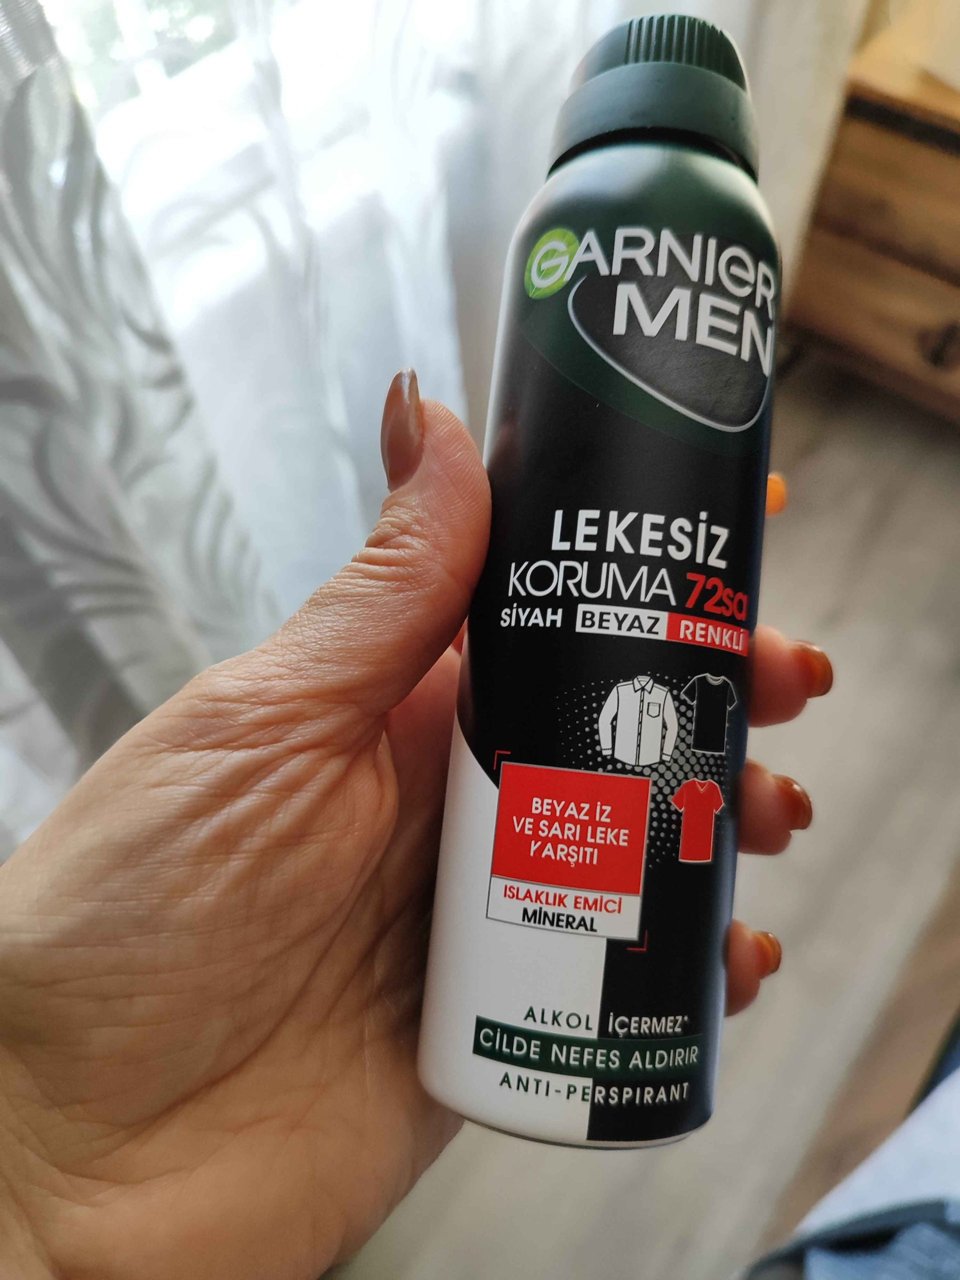 GARNIER
MEN
LEKESİZ
KORUMA 72sa
SİYAH BEYAZ RENKLİ
BEYAZ İZ
VE SARI LEKE
KARŞITI
ISLAKLIK EMİCİ
MİNERAL
ALKOL İÇERMEZ*
CİLDE NEFES ALDIRIR
ANTI-PERSPIRANT